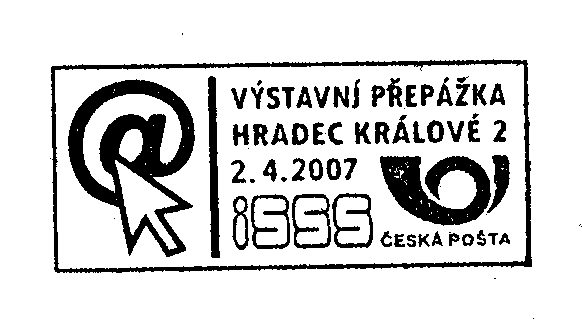 @
VÝSTAVNÍ PŘEPÁŽKA
HRADEC KRÁLOVÉ 2
2.4.2007
iSSS
ČESKÁ POŠTA